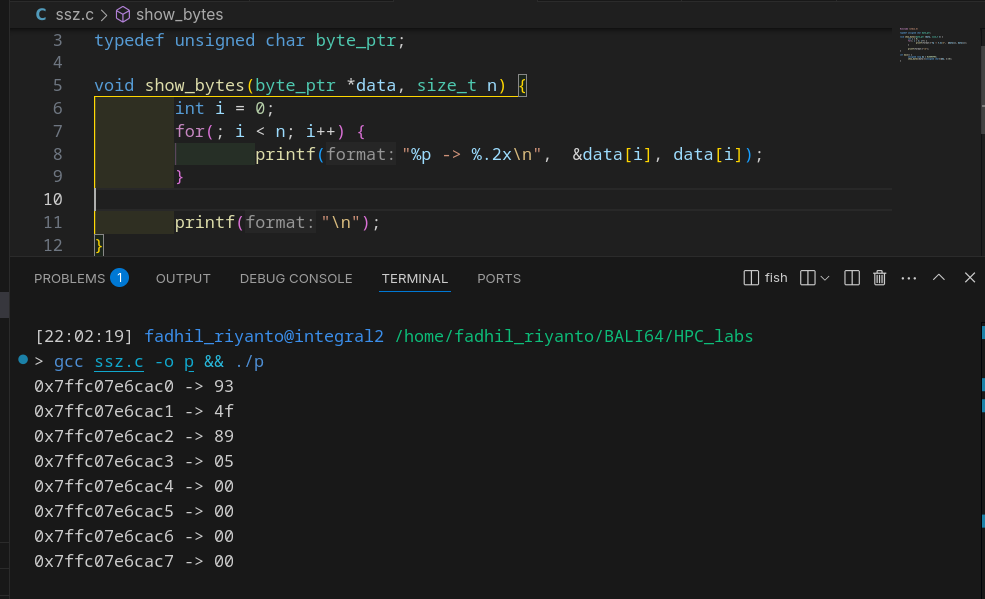 C ssz.c > show_bytes
3 typedef unsigned char byte_ptr;
4
5 void show_bytes(byte_ptr *data, size_t n) {
6 int i = 0;
7 for(; i < n; i++) {
8 printf(format: "%p -> %.2x\n", &data[i], data[i]);
9 }
10
11 printf(format: "\n");
12 }
PROBLEMS 1 OUTPUT DEBUG CONSOLE TERMINAL PORTS fish
[22:02:19] fadhil_riyanto@integral2 /home/fadhil_riyanto/BALI64/HPC_labs
> gcc ssz.c -o p && ./p
0x7ffc07e6cac0 -> 93
0x7ffc07e6cac1 -> 4f
0x7ffc07e6cac2 -> 89
0x7ffc07e6cac3 -> 05
0x7ffc07e6cac4 -> 00
0x7ffc07e6cac5 -> 00
0x7ffc07e6cac6 -> 00
0x7ffc07e6cac7 -> 00